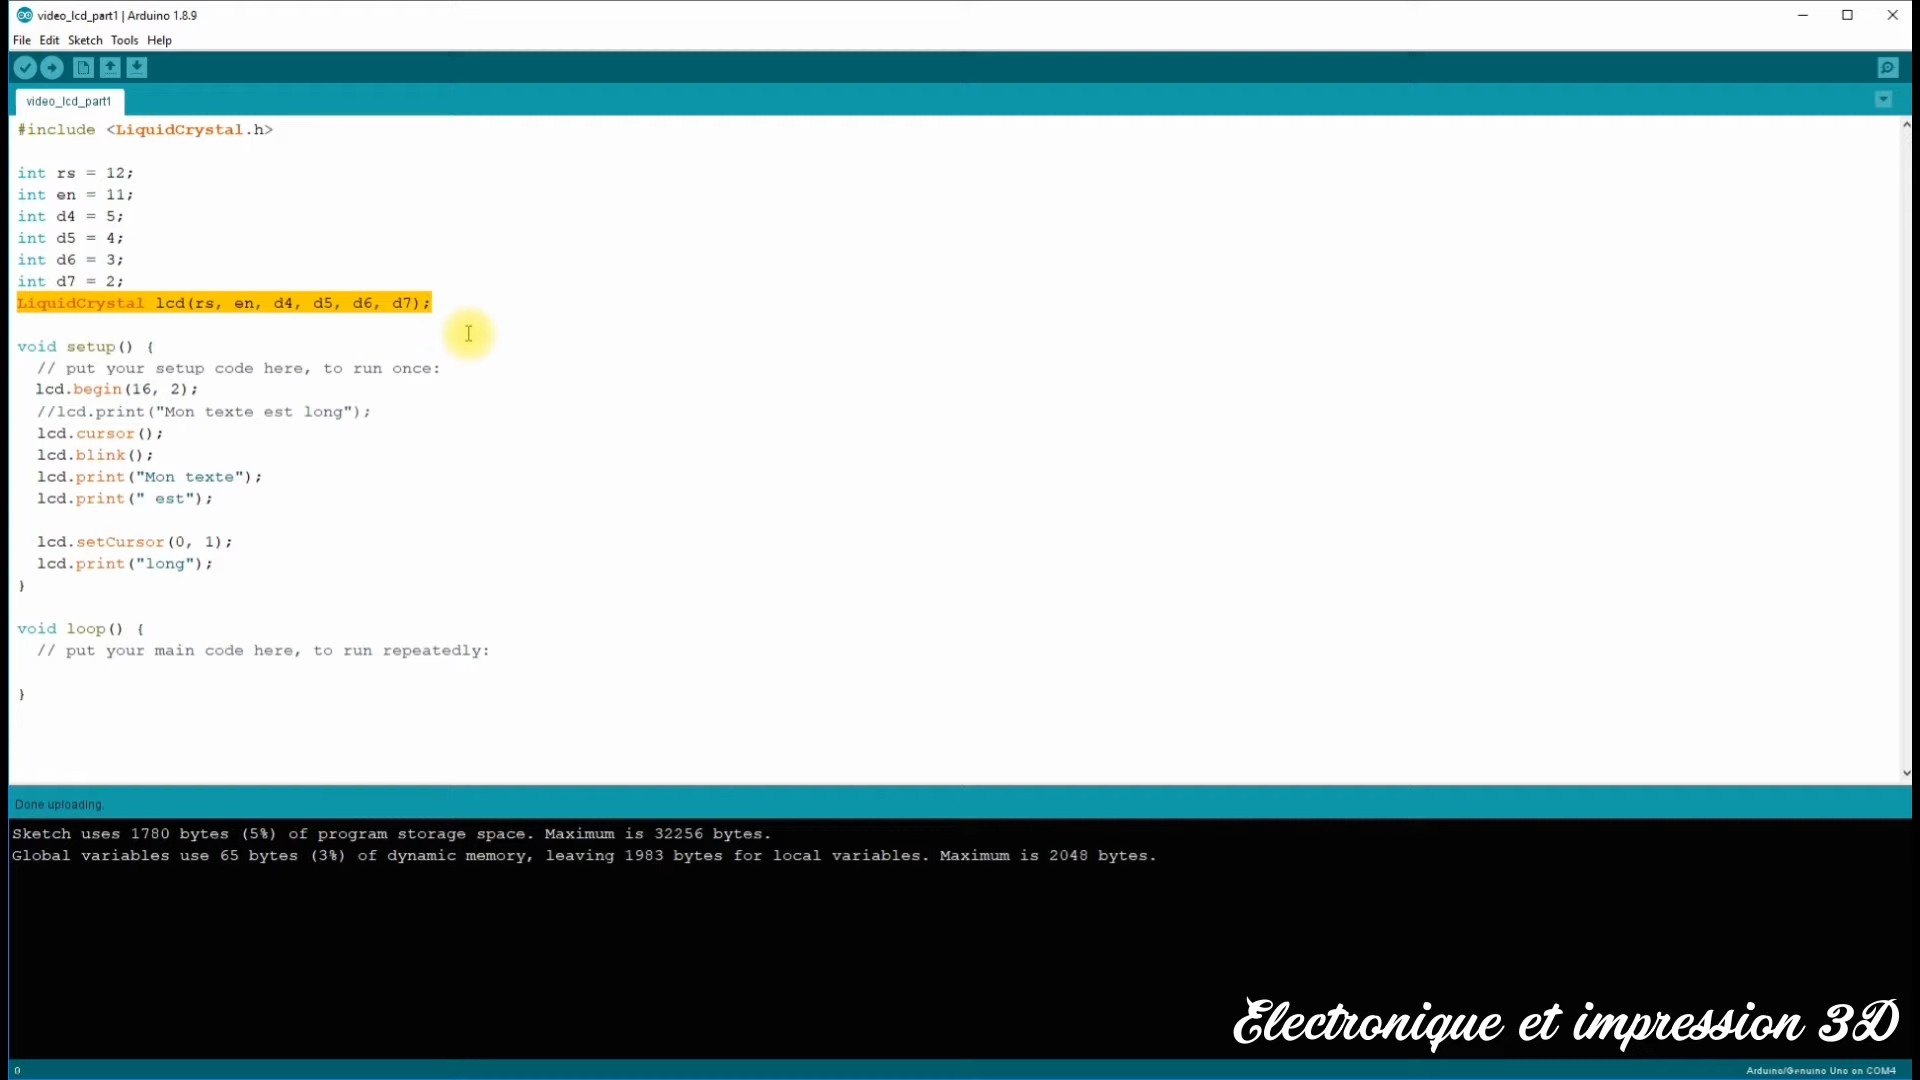 video_lcd_part1 | Arduino 1.8.9
File Edit Sketch Tools Help
video_lcd_part1
#include <LiquidCrystal.h>
int rs = 12;
int en = 11;
int d4 = 5;
int d5 = 4;
int d6 = 3;
int d7 = 2;
LiquidCrystal lcd(rs, en, d4, d5, d6, d7);
void setup() {
// put your setup code here, to run once:
lcd.begin(16, 2);
//lcd.print("Mon texte est long");
lcd.cursor();
lcd.blink();
lcd.print("Mon texte");
lcd.print(" est");
lcd.setCursor(0, 1);
lcd.print("long");
}
void loop() {
// put your main code here, to run repeatedly:
}
Done uploading.
Sketch uses 1780 bytes (5%) of program storage space. Maximum is 32256 bytes.
Global variables use 65 bytes (3%) of dynamic memory, leaving 1983 bytes for local variables. Maximum is 2048 bytes.
Electronique et impression 3D
9 Arduino/Genuino Uno on COM4